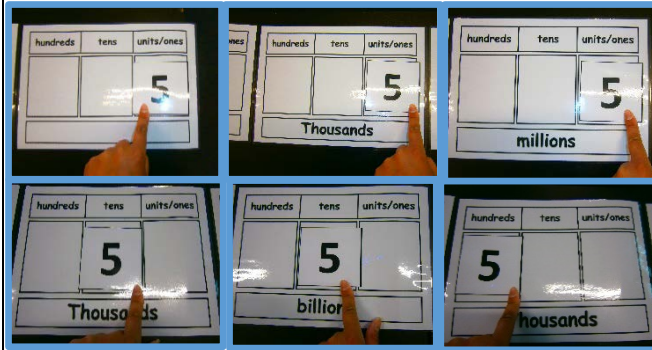 hundreds tens units/ones
5
nes hundreds tens units/ones
5
Thousands
hundreds tens units/ones
5
millions
hundreds tens units/ones
5
Thousands
hundreds tens units/ones
5
billion
hundreds tens units/ones
5
housands